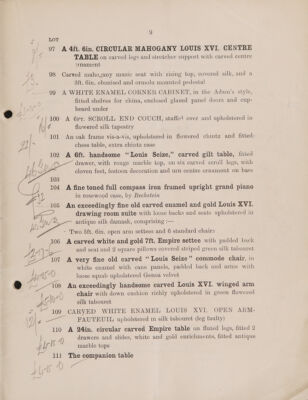 2
LOT
97 A 4ft. 6in. CIRCULAR MAHOGANY LOUIS XVI. CENTRE
TABLE on carved legs and stretcher support with carved centre
ornament
98 Carved mahogany music seat with rising top, covered silk, and a
5ft. 6in. ebonised and ormolu mounted pedestal
99 A WHITE ENAMEL CORNER CABINET, in the Adam's style,
fitted shelves for china, enclosed glazed panel doors and cup-
board under
100 A 6FT. SCROLL END COUCH, stuffed over and upholstered in
flowered silk tapestry
101 An oak frame vis-a-vis, upholstered in flowered chintz and fitted
chess table, extra chintz case
102 A 6ft. handsome "Louis Seize," carved gilt table, fitted
drawer, with rouge marble top, on six carved scroll legs, with
cloven feet, festoon decoration and urn centre ornament on bars
103
104 A fine toned full compass iron framed upright grand piano
in rosewood case, by Bechstein
105 An exceedingly fine old carved enamel and gold Louis XVI.
drawing room suite with loose backs and seats upholstered in
antique silk damask, comprising :—
Two 5ft. 6in. open arm settees and 6 standard chairs
106 A carved white and gold 7ft. Empire settee with padded back
and seat and 2 square pillows covered striped green silk tabouret
107 A very fine old carved "Louis Seize" commode chair, in
white enamel with cane panels, padded back and arms with
loose squab upholstered Genoa velvet
108 An exceedingly handsome carved Louis XVI. winged arm
chair with down cushion richly upholstered in green flowered
silk tabouret
109 CARVED WHITE ENAMEL LOUIS XVI. OPEN ARM-
FAUTEUIL upholstered in silk tabouret (leg faulty)
110 A 24in. circular carved Empire table on fluted legs, fitted 2
drawers and slides, white and gold enrichments, fitted antique
marble tops
111 The companion table